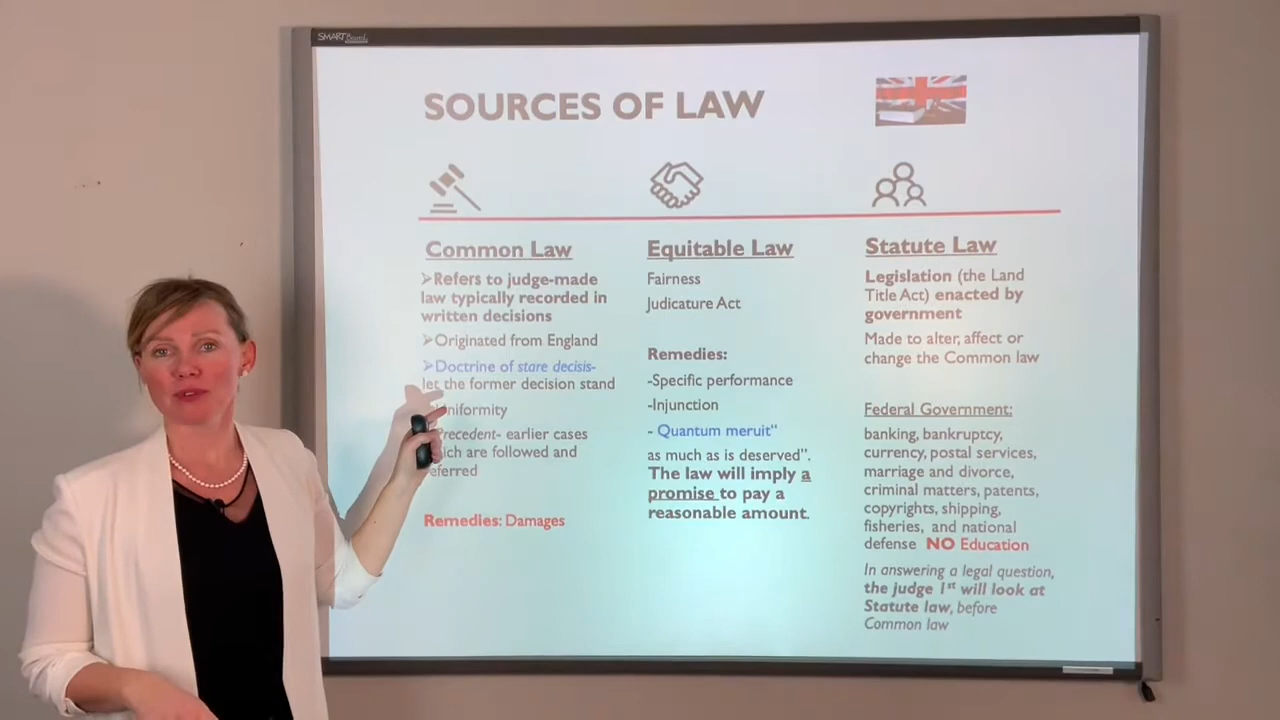 SMART Board
SOURCES OF LAW
Common Law
➢Refers to judge-made
law typically recorded in
written decisions
➢Originated from England
➢Doctrine of stare decisis-
let the former decision stand
niformity
recedent- earlier cases
ich are followed and
eferred
Remedies: Damages
Equitable Law
Fairness
Judicature Act
Remedies:
-Specific performance
-Injunction
- Quantum meruit“
as much as is deserved”.
The law will imply a
promise to pay a
reasonable amount.
Statute Law
Legislation (the Land
Title Act) enacted by
government
Made to alter, affect or
change the Common law
Federal Government:
banking, bankruptcy,
currency, postal services,
marriage and divorce,
criminal matters, patents,
copyrights, shipping,
fisheries, and national
defense NO Education
In answering a legal question,
the judge 1st will look at
Statute law, before
Common law